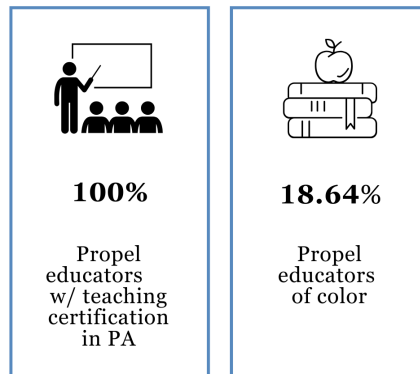 100%
Propel
educators
w/ teaching
certification
in PA
18.64%
Propel
educators
of color